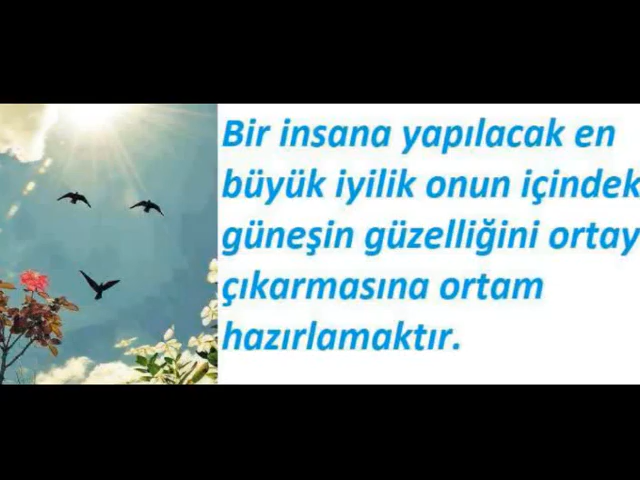 Bir insana yapılacak en
büyük iyilik onun içindek
güneşin güzelliğini ortay
çıkarmasına ortam
hazırlamaktır.